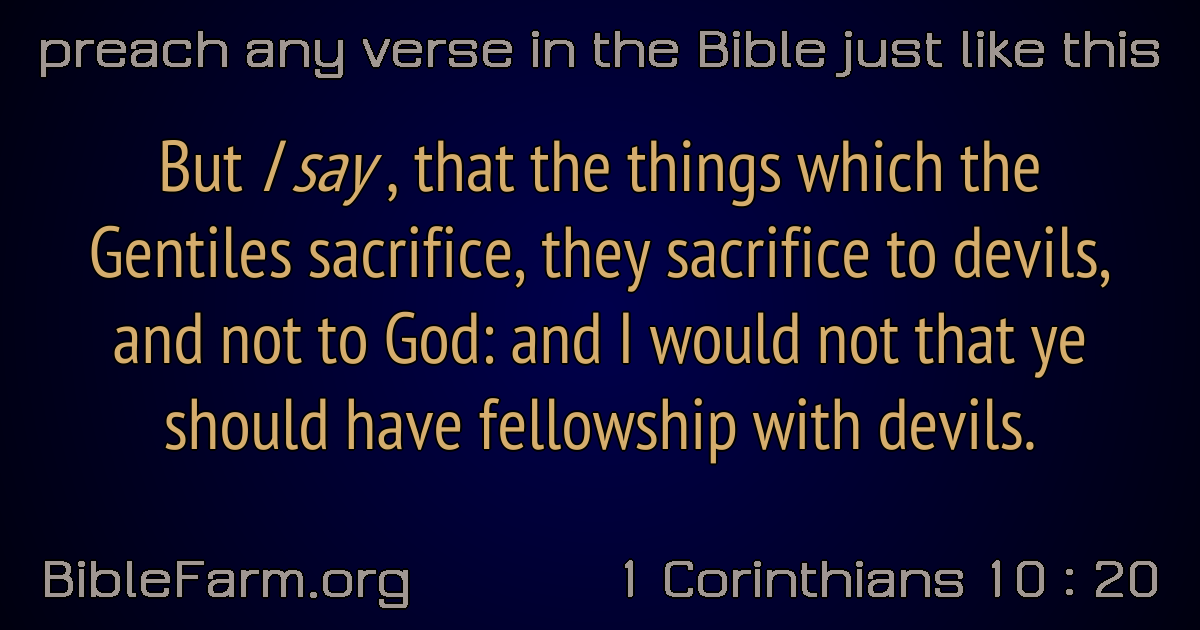 preach any verse in the Bible just like this
But I say , that the things which the
Gentiles sacrifice, they sacrifice to devils,
and not to God: and I would not that ye
should have fellowship with devils.
BibleFarm.org
1 Corinthians 10 : 20